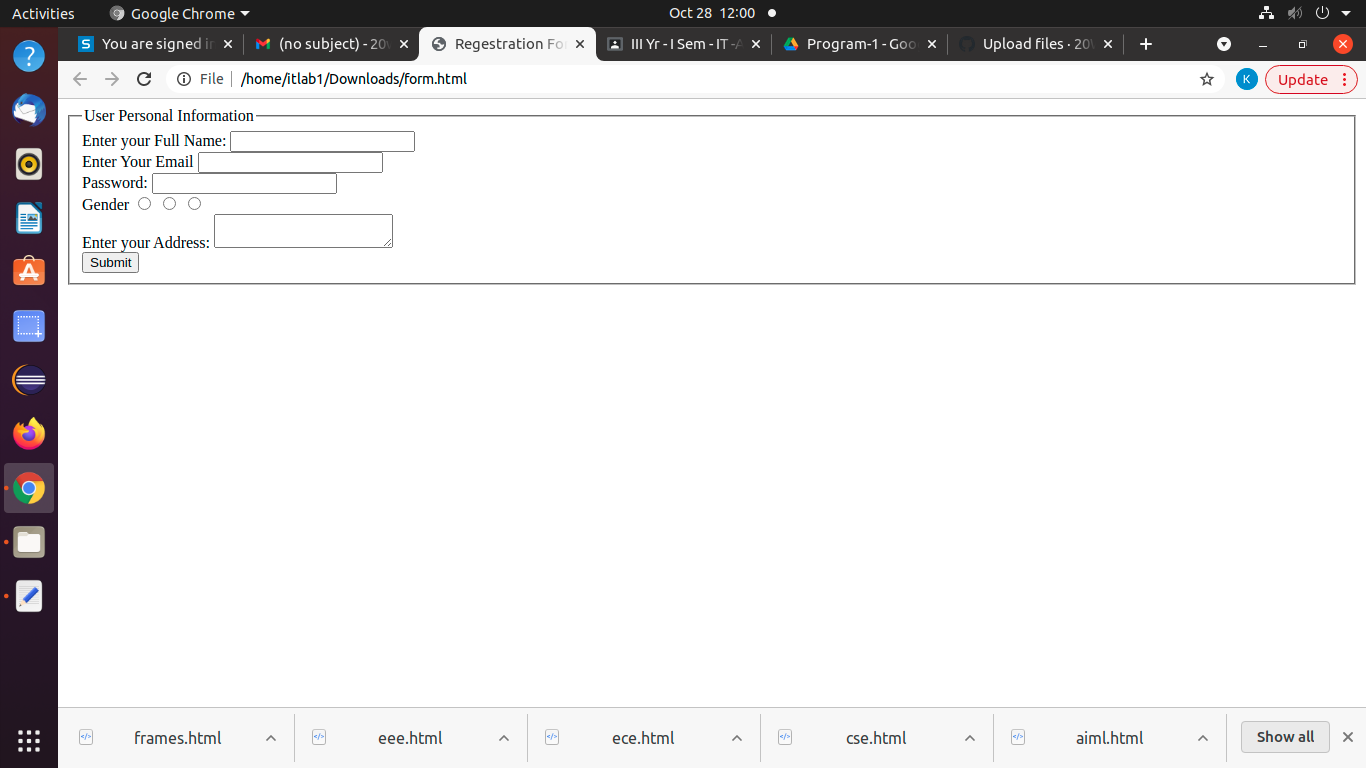 Activities Google Chrome Oct 28 12:00
You are signed in (no subject) - 20 Regestration Fo III Yr - I Sem - IT - Program-1 - Goo Upload files · 20
File /home/itlab1/Downloads/form.html K Update
User Personal Information
Enter your Full Name:
Enter Your Email
Password:
Gender
Enter your Address:
Submit
frames.html eee.html ece.html cse.html aiml.html Show all